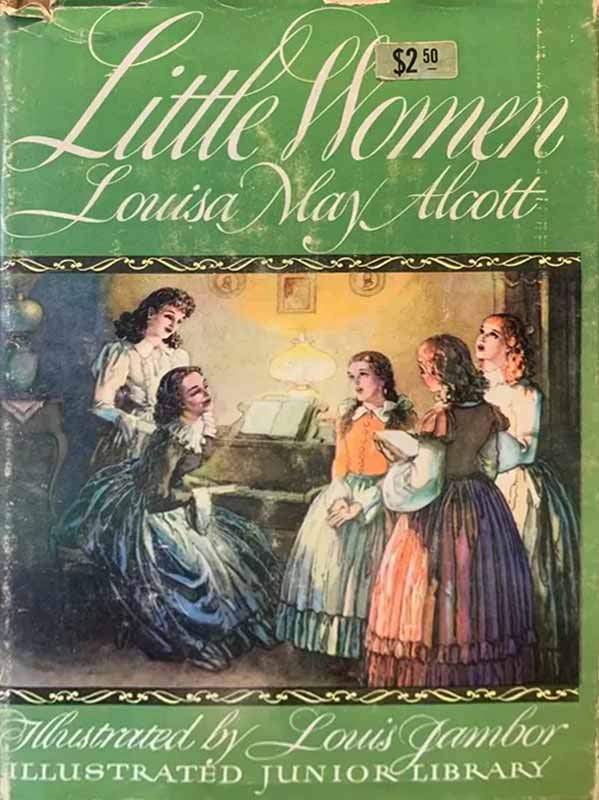 $2 50
Little Women
Louisa May Alcott
Illustrated by Louis Jambor
ILLUSTRATED JUNIOR LIBRARY